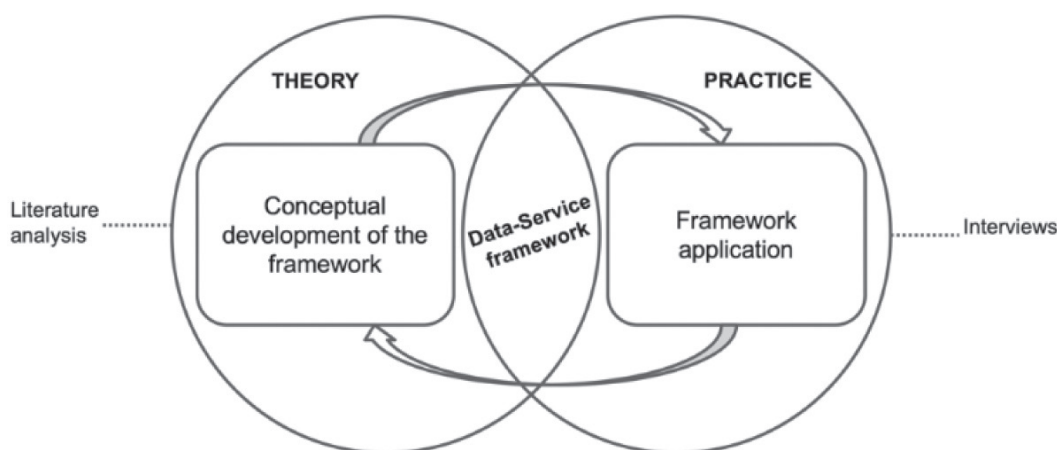 THEORY
PRACTICE
Literature
analysis
Conceptual
development of the
framework
Data-Service
framework
Framework
application
Interviews